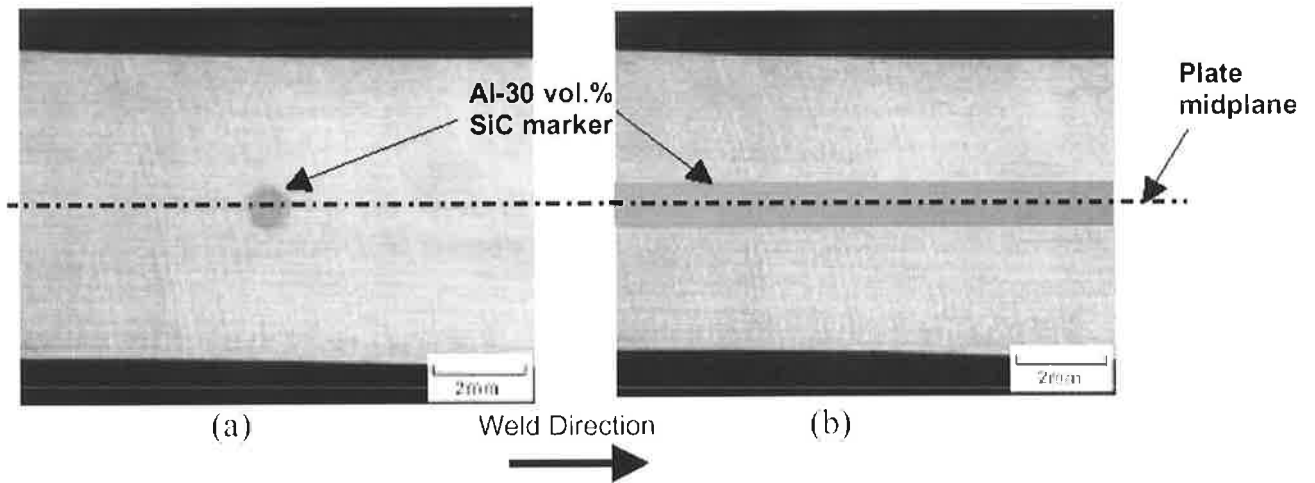 Al-30 vol.%
SiC marker
Plate
midplane
2mm
2mm
(a)
Weld Direction
(b)